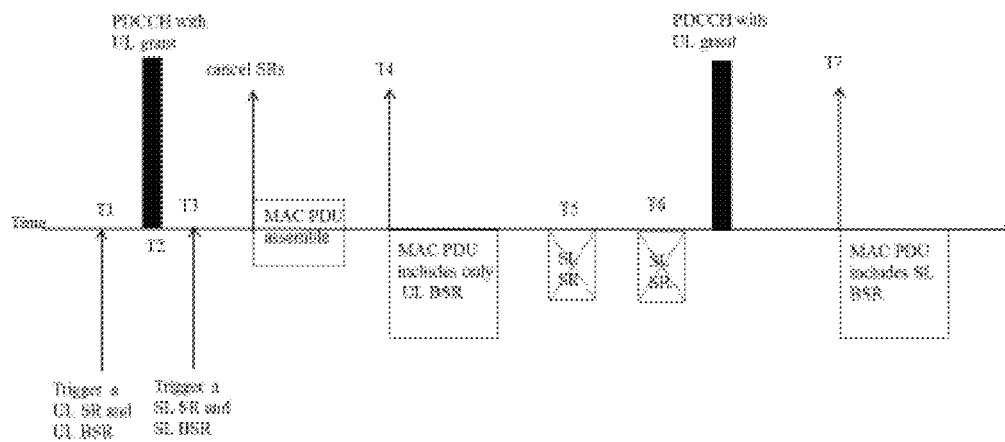 PDCCH with
UL grant
PDCCH with
UL grant
cancel SRs
T4
T7
T1
T3
T5
T6
Time
T2
MAC PDU
assemble
MAC PDU
includes only
UL BSR
SL
SR
SL
SR
MAC PDU
includes SL
BSR
Trigger a
UL SR and
UL BSR
Trigger a
SL SR and
SL BSR